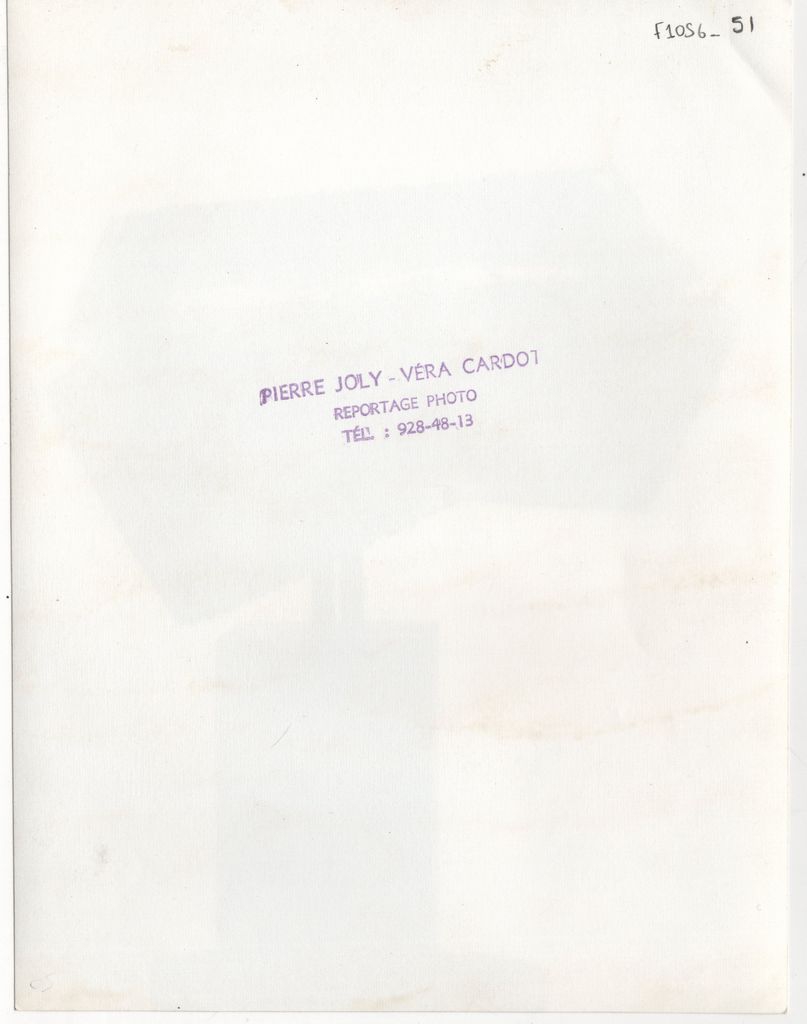 F1056_ 51
PIERRE JOLY - VÉRA CARDOT
REPORTAGE PHOTO
TÉL. : 928-48-13